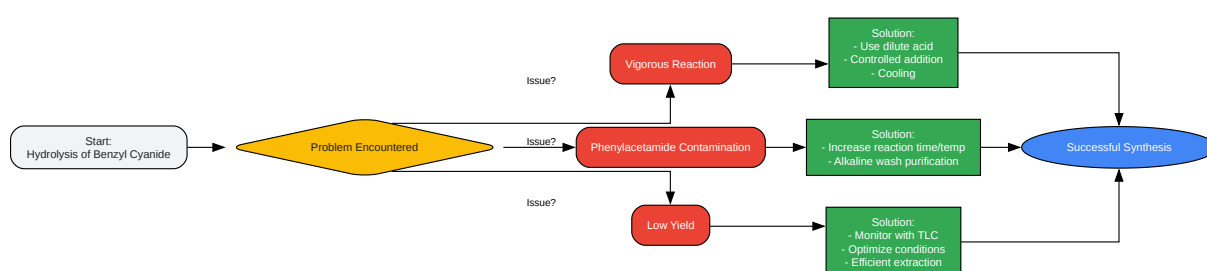 Start:
Hydrolysis of Benzyl Cyanide
Problem Encountered
Issue?
Vigorous Reaction
Solution:
- Use dilute acid
- Controlled addition
- Cooling
Issue?
Phenylacetamide Contamination
Solution:
- Increase reaction time/temp
- Alkaline wash purification
Successful Synthesis
Issue?
Low Yield
Solution:
- Monitor with TLC
- Optimize conditions
- Efficient extraction